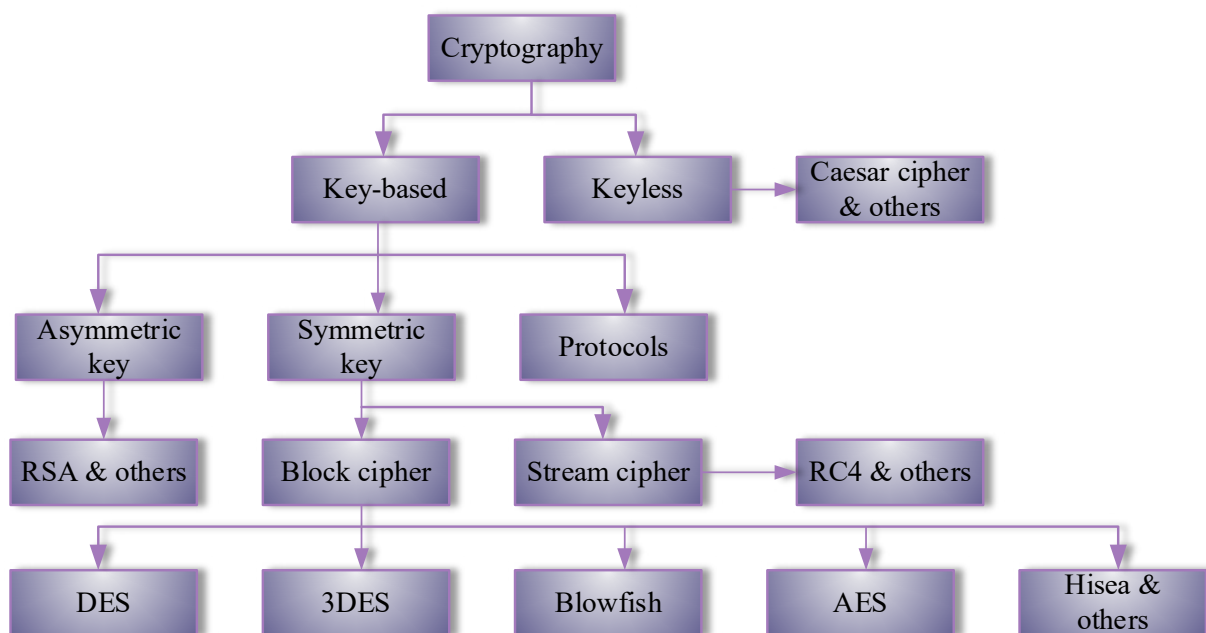 Cryptography
Key-based
Keyless
Caesar cipher
& others
Asymmetric
key
Symmetric
key
Protocols
RSA & others
Block cipher
Stream cipher
RC4 & others
DES
3DES
Blowfish
AES
Hisea &
others